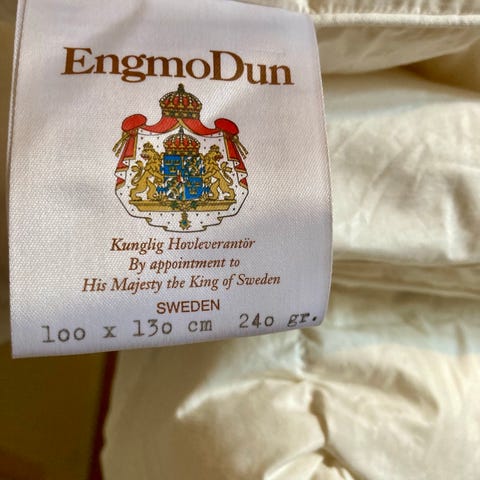 EngmoDun
Kunglig Hovleverantör
By appointment to
His Majesty the King of Sweden
SWEDEN
100 x 130 cm 240 gr.